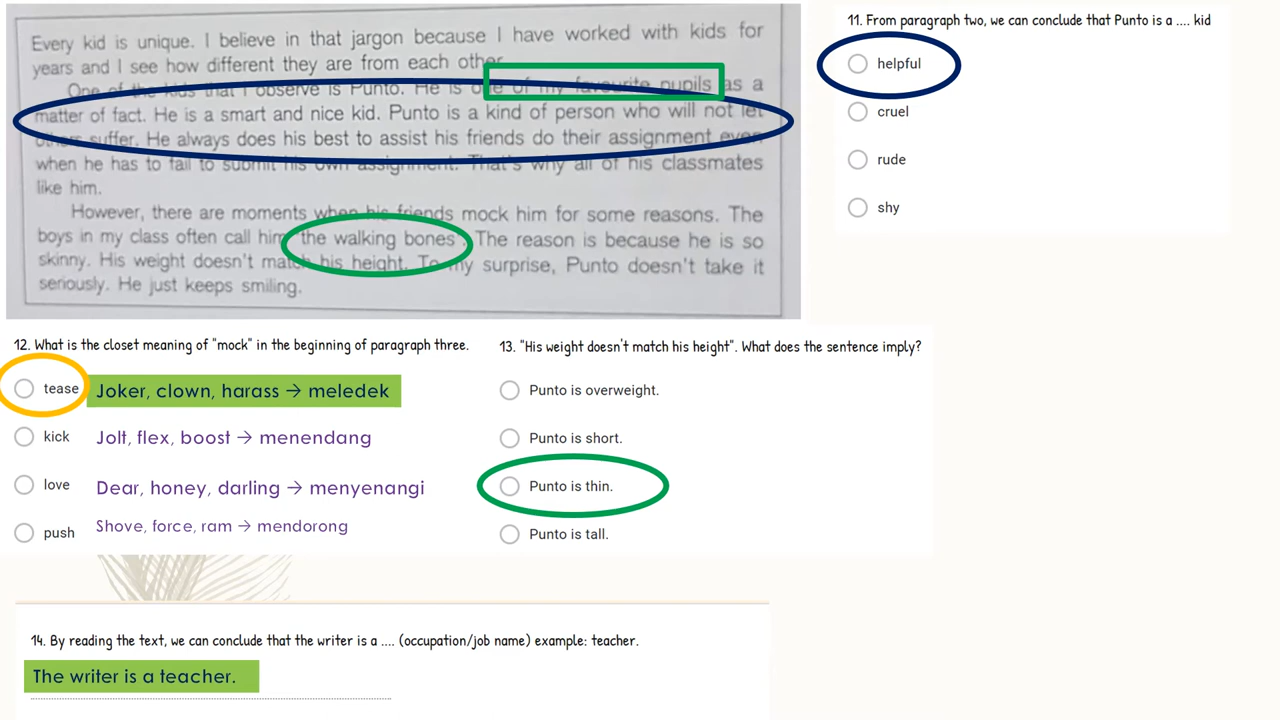 Every kid is unique. I believe in that jargon because I have worked with kids for
years and I see how different they are from each other.
One of the kids that I observe is Punto. He is one of my favourite pupils as a
matter of fact. He is a smart and nice kid. Punto is a kind of person who will not let
others suffer. He always does his best to assist his friends do their assignment even
when he has to fail to submit his own assignment. That's why all of his classmates
like him.
However, there are moments when his friends mock him for some reasons. The
boys in my class often call him "the walking bones". The reason is because he is so
skinny. His weight doesn't match his height. To my surprise, Punto doesn't take it
seriously. He just keeps smiling.
11. From paragraph two, we can conclude that Punto is a .... kid
helpful
cruel
rude
shy
12. What is the closet meaning of "mock" in the beginning of paragraph three.
tease Joker, clown, harass → meledek
kick Jolt, flex, boost → menendang
love Dear, honey, darling → menyenangi
push Shove, force, ram → mendorong
13. "His weight doesn't match his height". What does the sentence imply?
Punto is overweight.
Punto is short.
Punto is thin.
Punto is tall.
14. By reading the text, we can conclude that the writer is a .... (occupation/job name) example: teacher.
The writer is a teacher.